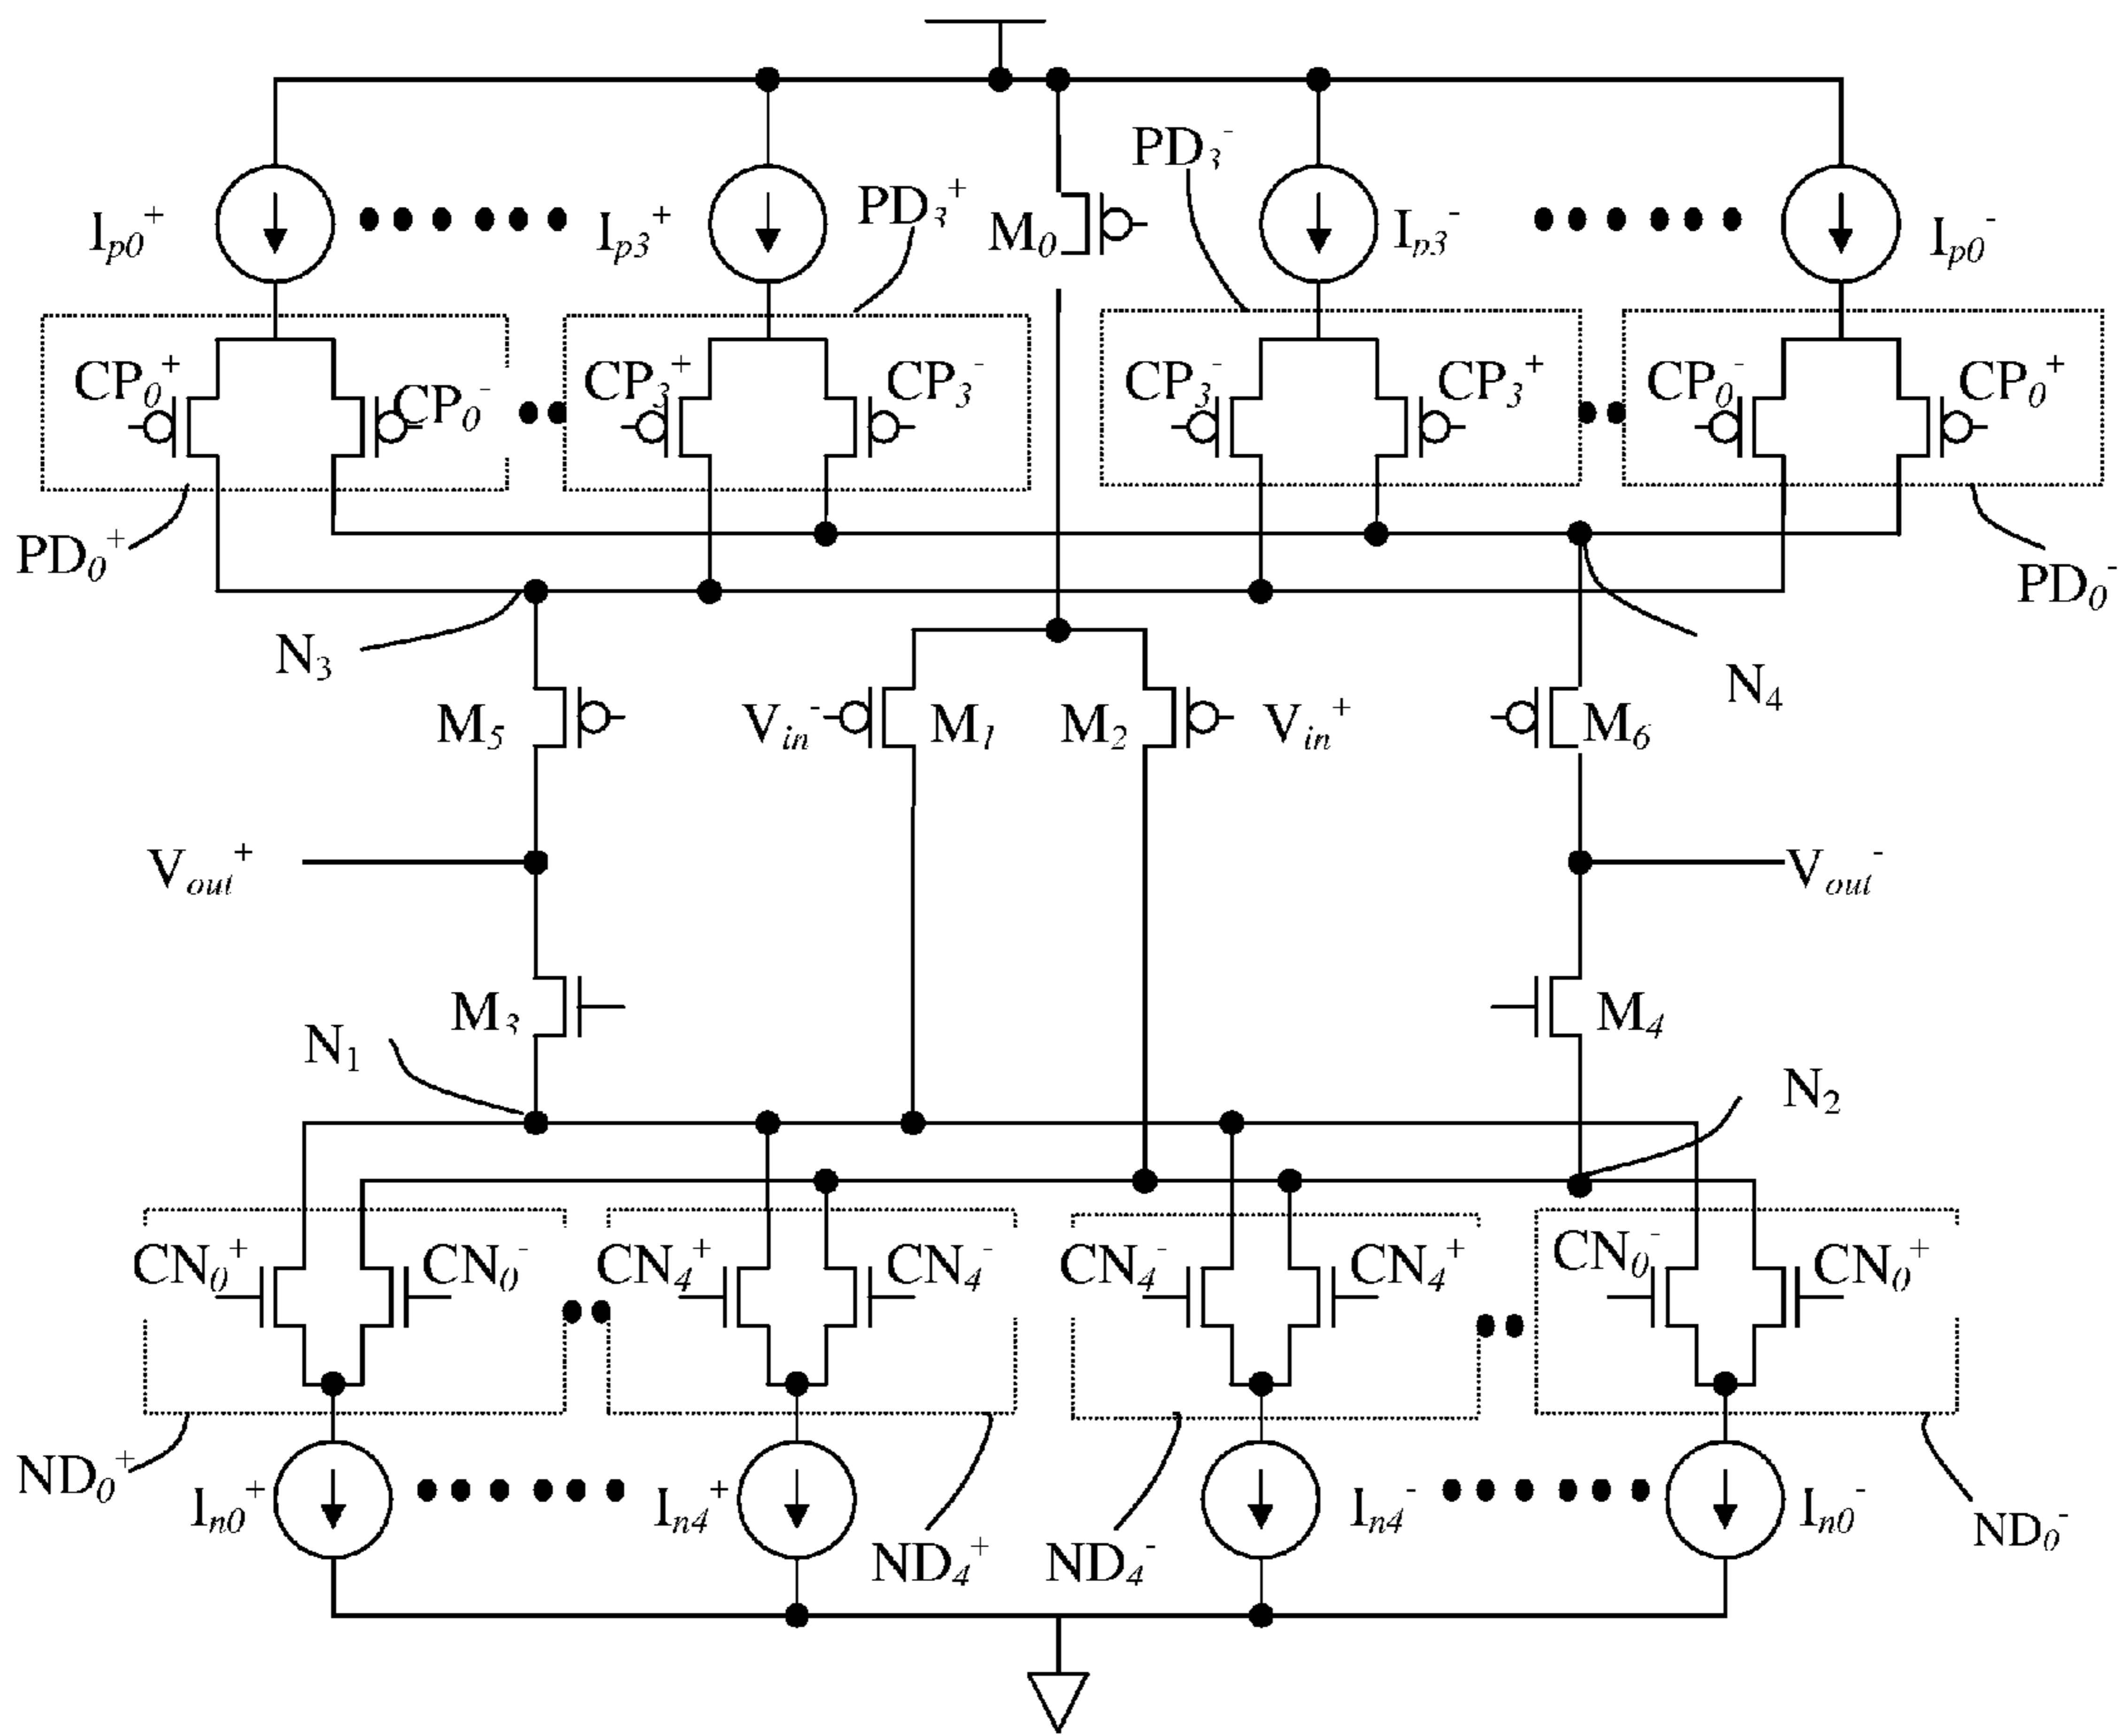 PD₃⁻
PD₃⁺
Iₚ₀⁺
Iₚ₃⁺
M₀
Iₚ₃⁻
Iₚ₀⁻
CP₀⁺
CP₀⁻
CP₃⁺
CP₃⁻
CP₃⁻
CP₃⁺
CP₀⁻
CP₀⁺
PD₀⁺
PD₀⁻
N₃
N₄
M₅
Vin⁻
M₁
M₂
Vin⁺
M₆
Vout⁺
Vout⁻
M₃
M₄
N₁
N₂
CN₀⁺
CN₀⁻
CN₄⁺
CN₄⁻
CN₄⁻
CN₄⁺
CN₀⁻
CN₀⁺
ND₀⁺
Iₙ₀⁺
Iₙ₄⁺
ND₄⁺
ND₄⁻
Iₙ₄⁻
Iₙ₀⁻
ND₀⁻